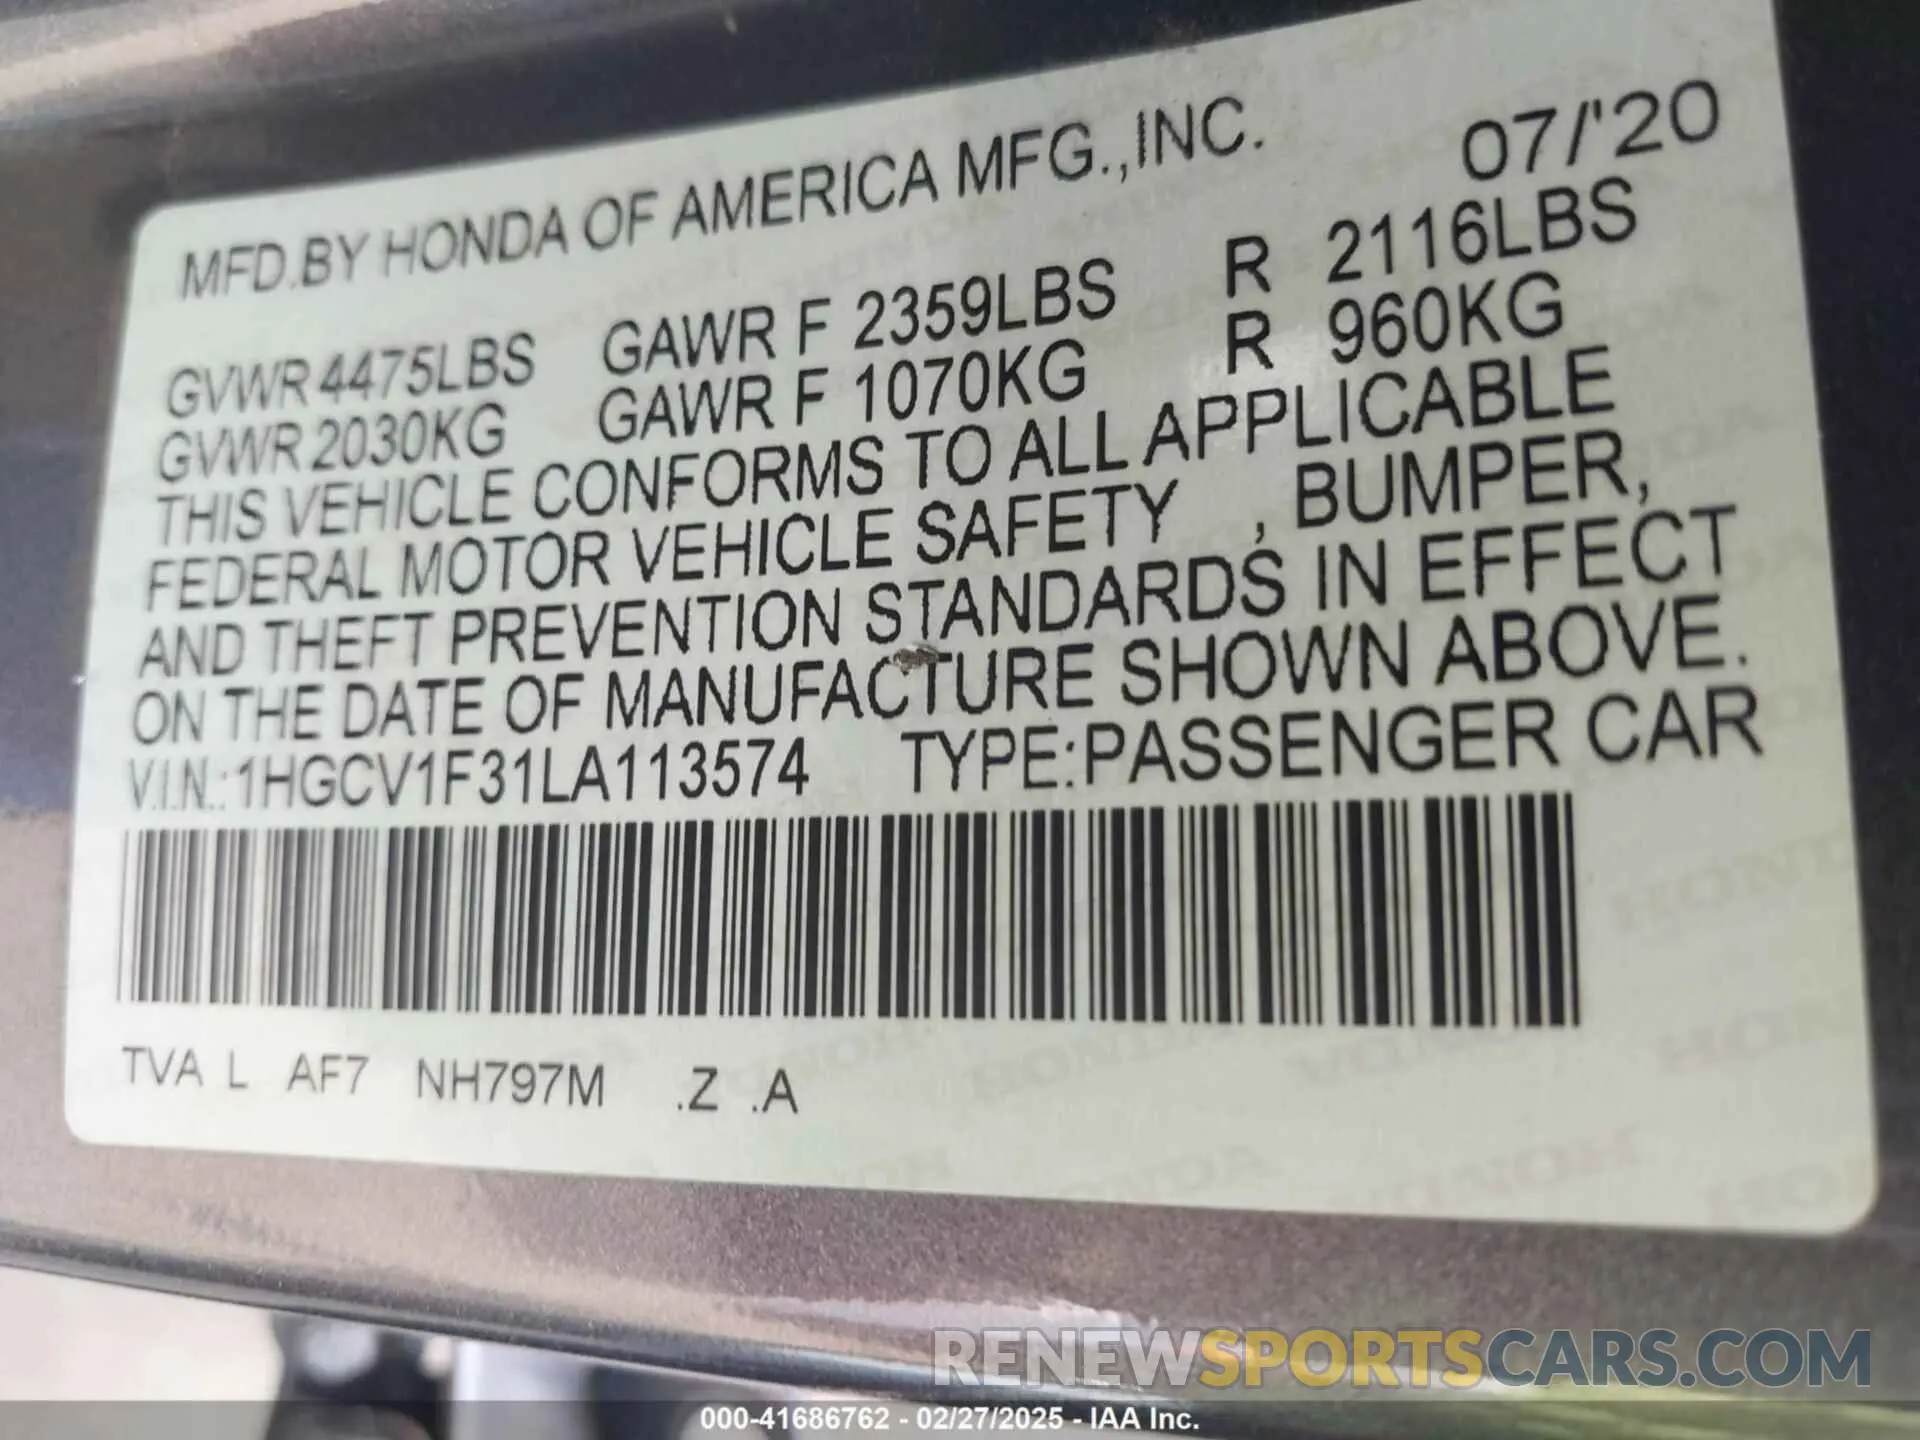 MFD.BY HONDA OF AMERICA MFG.,INC. 07/'20
GVWR 4475LBS GAWR F 2359LBS R 2116LBS
GVWR 2030KG GAWR F 1070KG R 960KG
THIS VEHICLE CONFORMS TO ALL APPLICABLE
FEDERAL MOTOR VEHICLE SAFETY , BUMPER,
AND THEFT PREVENTION STANDARDS IN EFFECT
ON THE DATE OF MANUFACTURE SHOWN ABOVE.
V.I.N.: 1HGCV1F31LA113574 TYPE:PASSENGER CAR
TVA L AF7 NH797M .Z .A
RENEWSPORTSCARS.COM
000-41686762 - 02/27/2025 - IAA Inc.